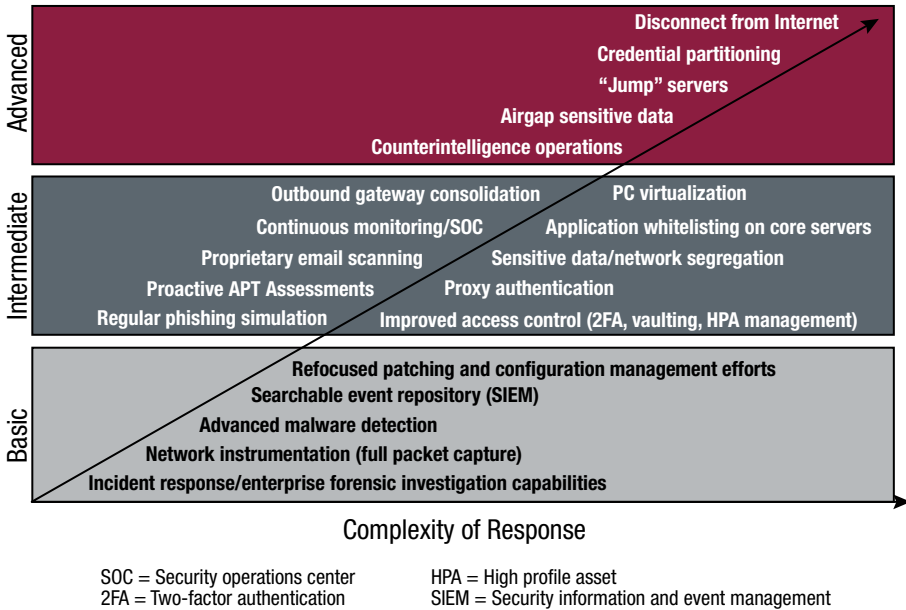 Advanced
Disconnect from Internet
Credential partitioning
“Jump” servers
Airgap sensitive data
Counterintelligence operations
Intermediate
Outbound gateway consolidation
PC virtualization
Continuous monitoring/SOC
Application whitelisting on core servers
Proprietary email scanning
Sensitive data/network segregation
Proactive APT Assessments
Proxy authentication
Regular phishing simulation
Improved access control (2FA, vaulting, HPA management)
Basic
Refocused patching and configuration management efforts
Searchable event repository (SIEM)
Advanced malware detection
Network instrumentation (full packet capture)
Incident response/enterprise forensic investigation capabilities
Complexity of Response
SOC = Security operations center
HPA = High profile asset
2FA = Two-factor authentication
SIEM = Security information and event management